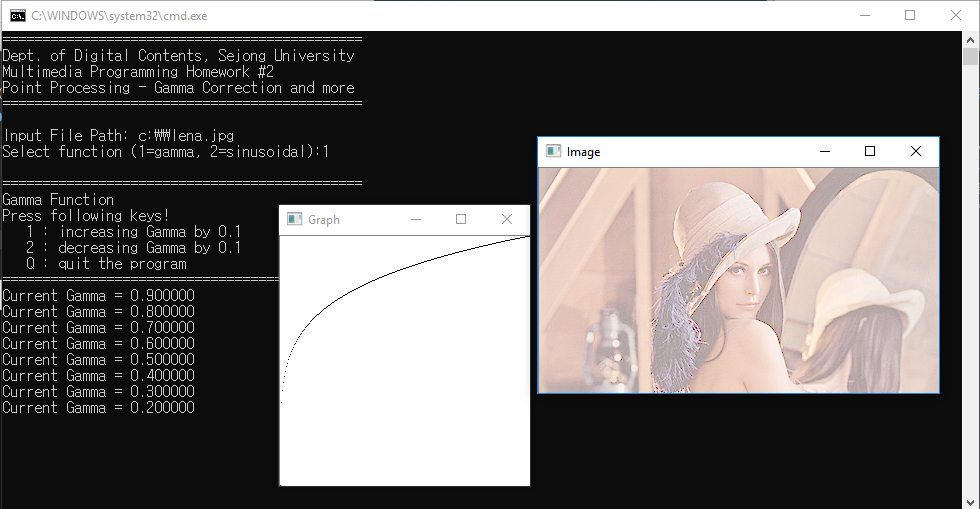 C:\WINDOWS\system32\cmd.exe
=============================================
Dept. of Digital Contents, Sejong University
Multimedia Programming Homework #2
Point Processing - Gamma Correction and more
=============================================
Input File Path: c:₩₩lena.jpg
Select function (1=gamma, 2=sinusoidal):1
=============================================
Gamma Function
Press following keys!
1 : increasing Gamma by 0.1
2 : decreasing Gamma by 0.1
Q : quit the program
=============================================
Current Gamma = 0.900000
Current Gamma = 0.800000
Current Gamma = 0.700000
Current Gamma = 0.600000
Current Gamma = 0.500000
Current Gamma = 0.400000
Current Gamma = 0.300000
Current Gamma = 0.200000
Graph
Image